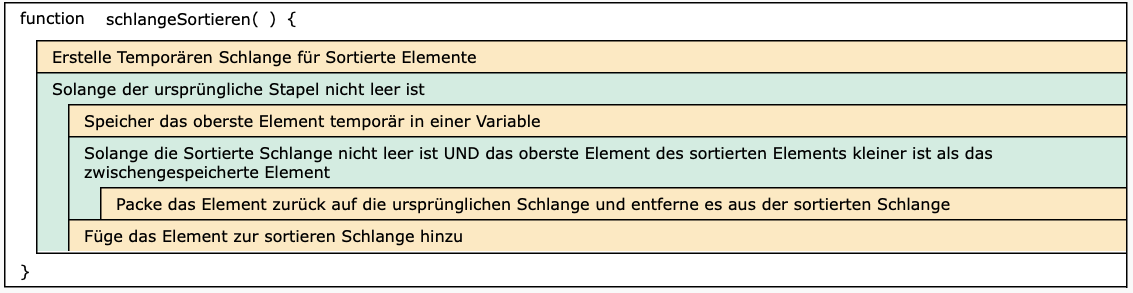 function schlangeSortieren( ) {
Erstelle Temporären Schlange für Sortierte Elemente
Solange der ursprüngliche Stapel nicht leer ist
Speicher das oberste Element temporär in einer Variable
Solange die Sortierte Schlange nicht leer ist UND das oberste Element des sortierten Elements kleiner ist als das
zwischengespeicherte Element
Packe das Element zurück auf die ursprünglichen Schlange und entferne es aus der sortierten Schlange
Füge das Element zur sortieren Schlange hinzu
}